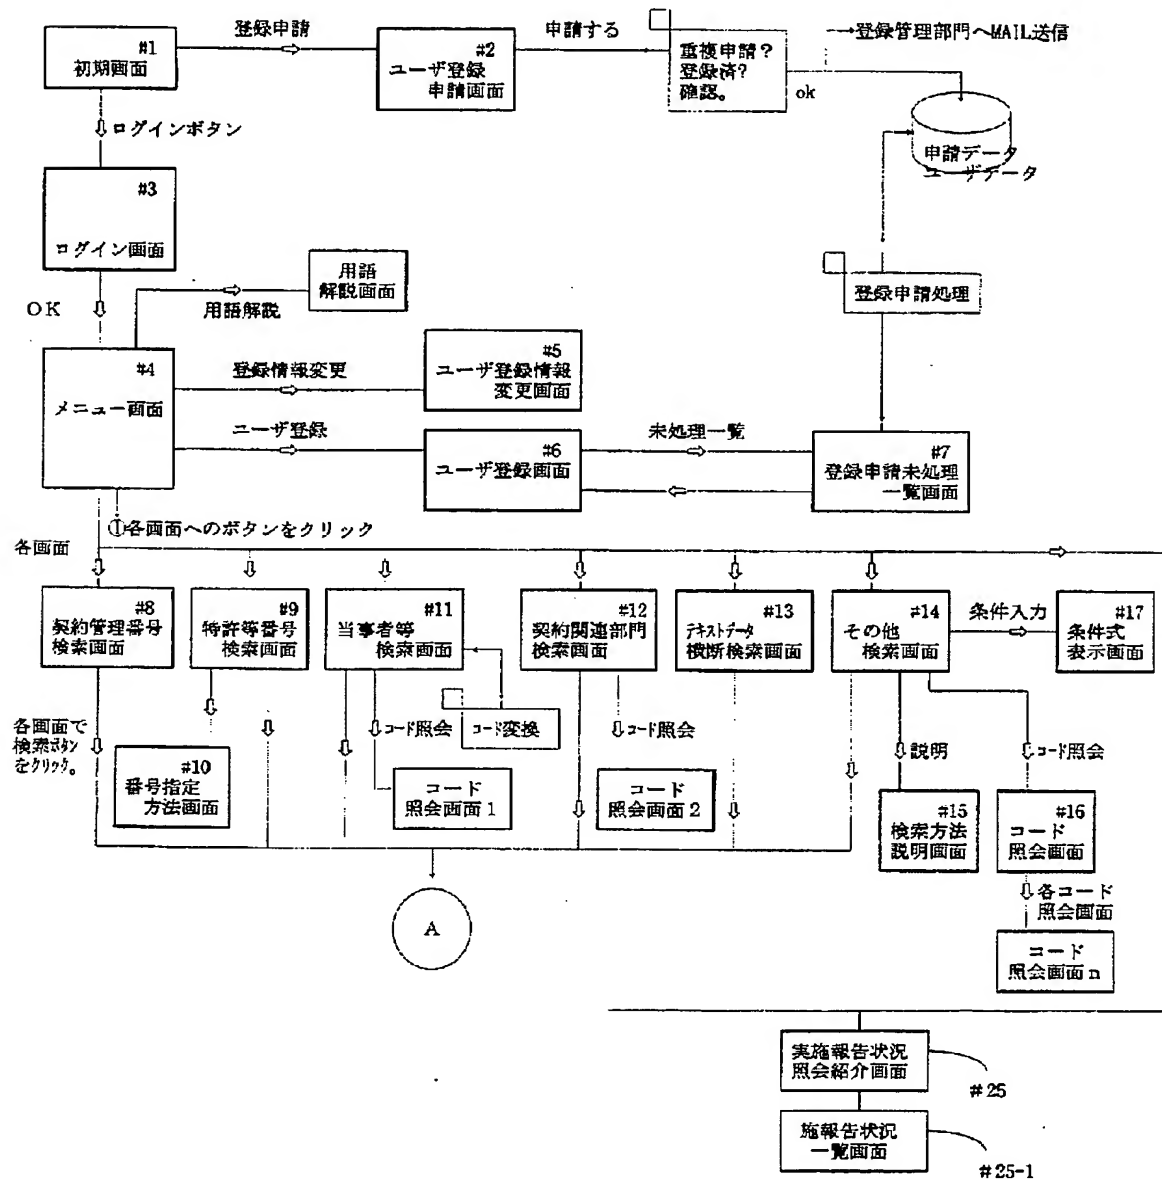 登録申請
申請する
→登録管理部門へMAIL送信
#1
初期画面
#2
ユーザ登録
申請画面
重複申請?
登録済?
確認。
ok
ログインボタン
申請データ
ユーザデータ
#3
ログイン画面
用語
解説画面
用語解説
OK
登録申請処理
#4
メニュー画面
登録情報変更
#5
ユーザ登録情報
変更画面
ユーザ登録
#6
ユーザ登録画面
未処理一覧
#7
登録申請未処理
一覧画面
①各画面へのボタンをクリック
各画面
#8
契約管理番号
検索画面
#9
特許等番号
検索画面
#11
当事者等
検索画面
#12
契約関連部門
検索画面
#13
テキストデータ
横断検索画面
#14
その他
検索画面
条件入力
#17
条件式
表示画面
各画面で
検索ボタン
をクリック。
コード照会
コード変換
コード照会
説明
コード照会
#10
番号指定
方法画面
コード
照会画面1
コード
照会画面2
#15
検索方法
説明画面
#16
コード
照会画面
各コード
照会画面
A
コード
照会画面n
実施報告状況
照会紹介画面
#25
施報告状況
一覧画面
#25-1